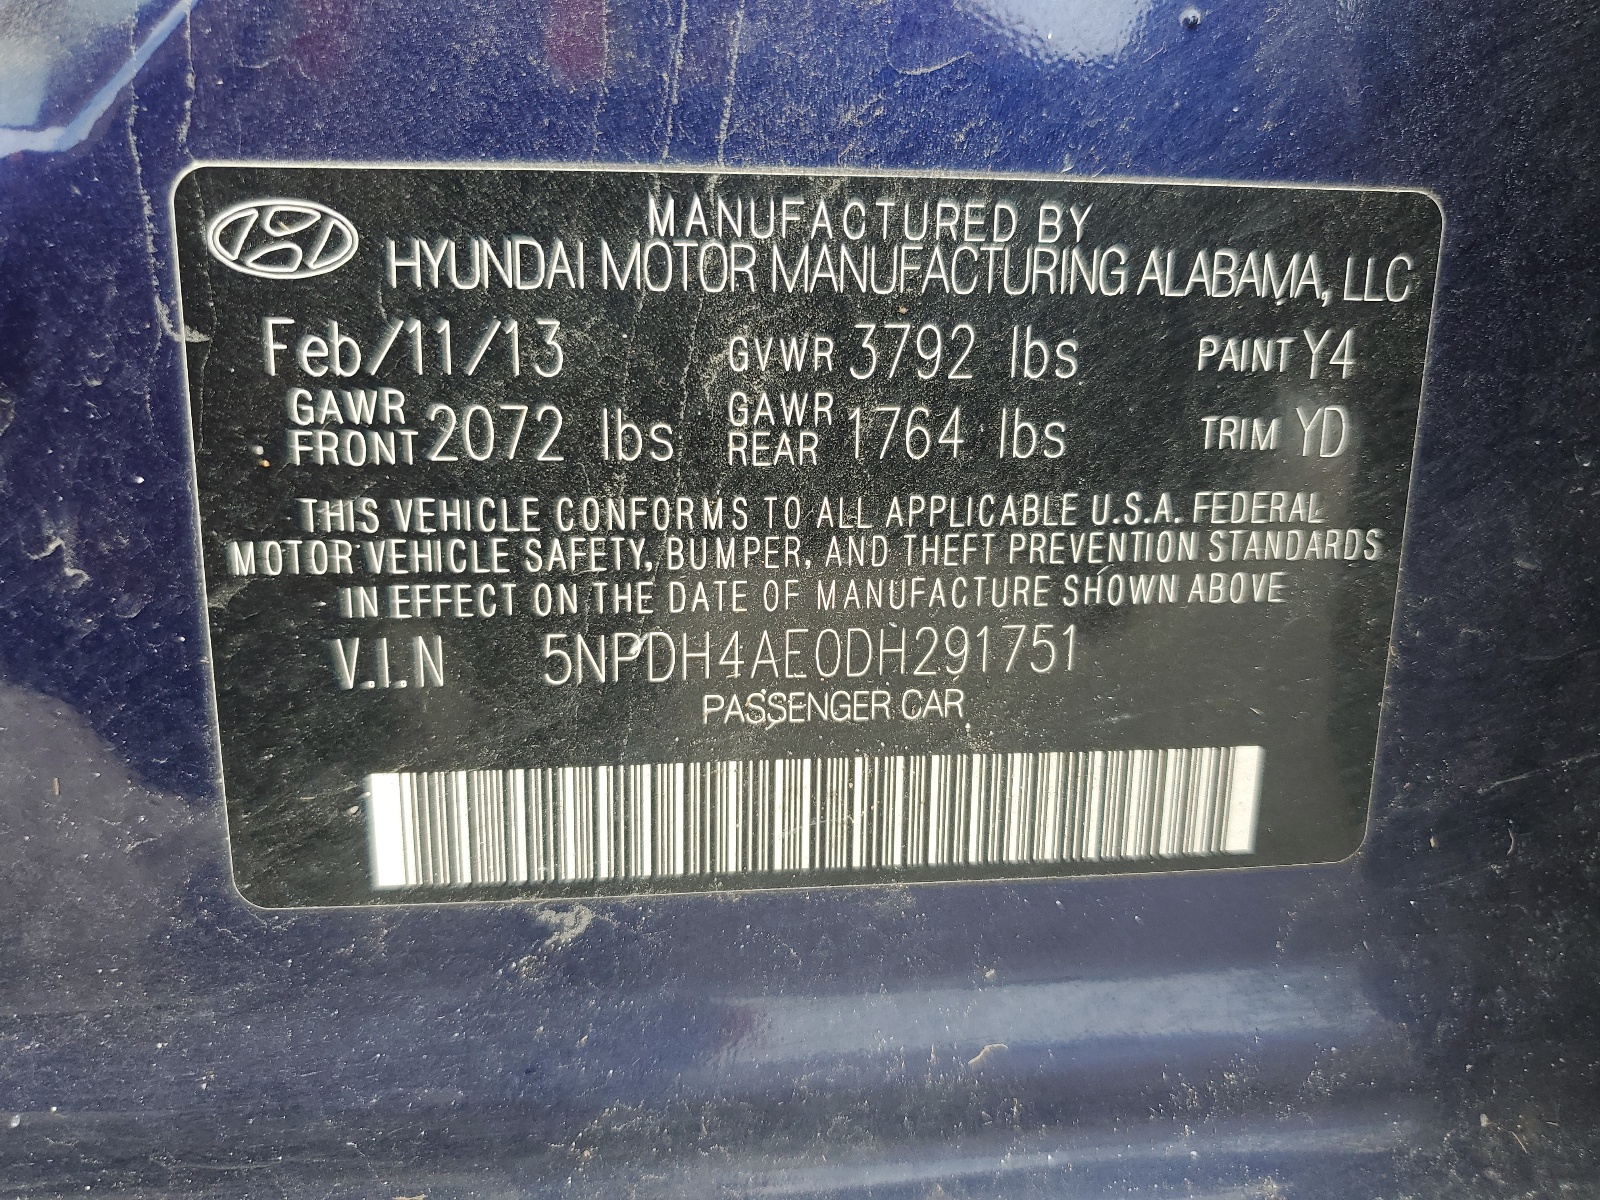 MANUFACTURED BY
HYUNDAI MOTOR MANUFACTURING ALABAMA, LLC
Feb/11/13 GVWR 3792 lbs PAINT Y4
GAWR FRONT 2072 lbs GAWR REAR 1764 lbs TRIM YD
THIS VEHICLE CONFORMS TO ALL APPLICABLE U.S.A. FEDERAL
MOTOR VEHICLE SAFETY, BUMPER, AND THEFT PREVENTION STANDARDS
IN EFFECT ON THE DATE OF MANUFACTURE SHOWN ABOVE
V.I.N 5NPDH4AE0DH291751
PASSENGER CAR